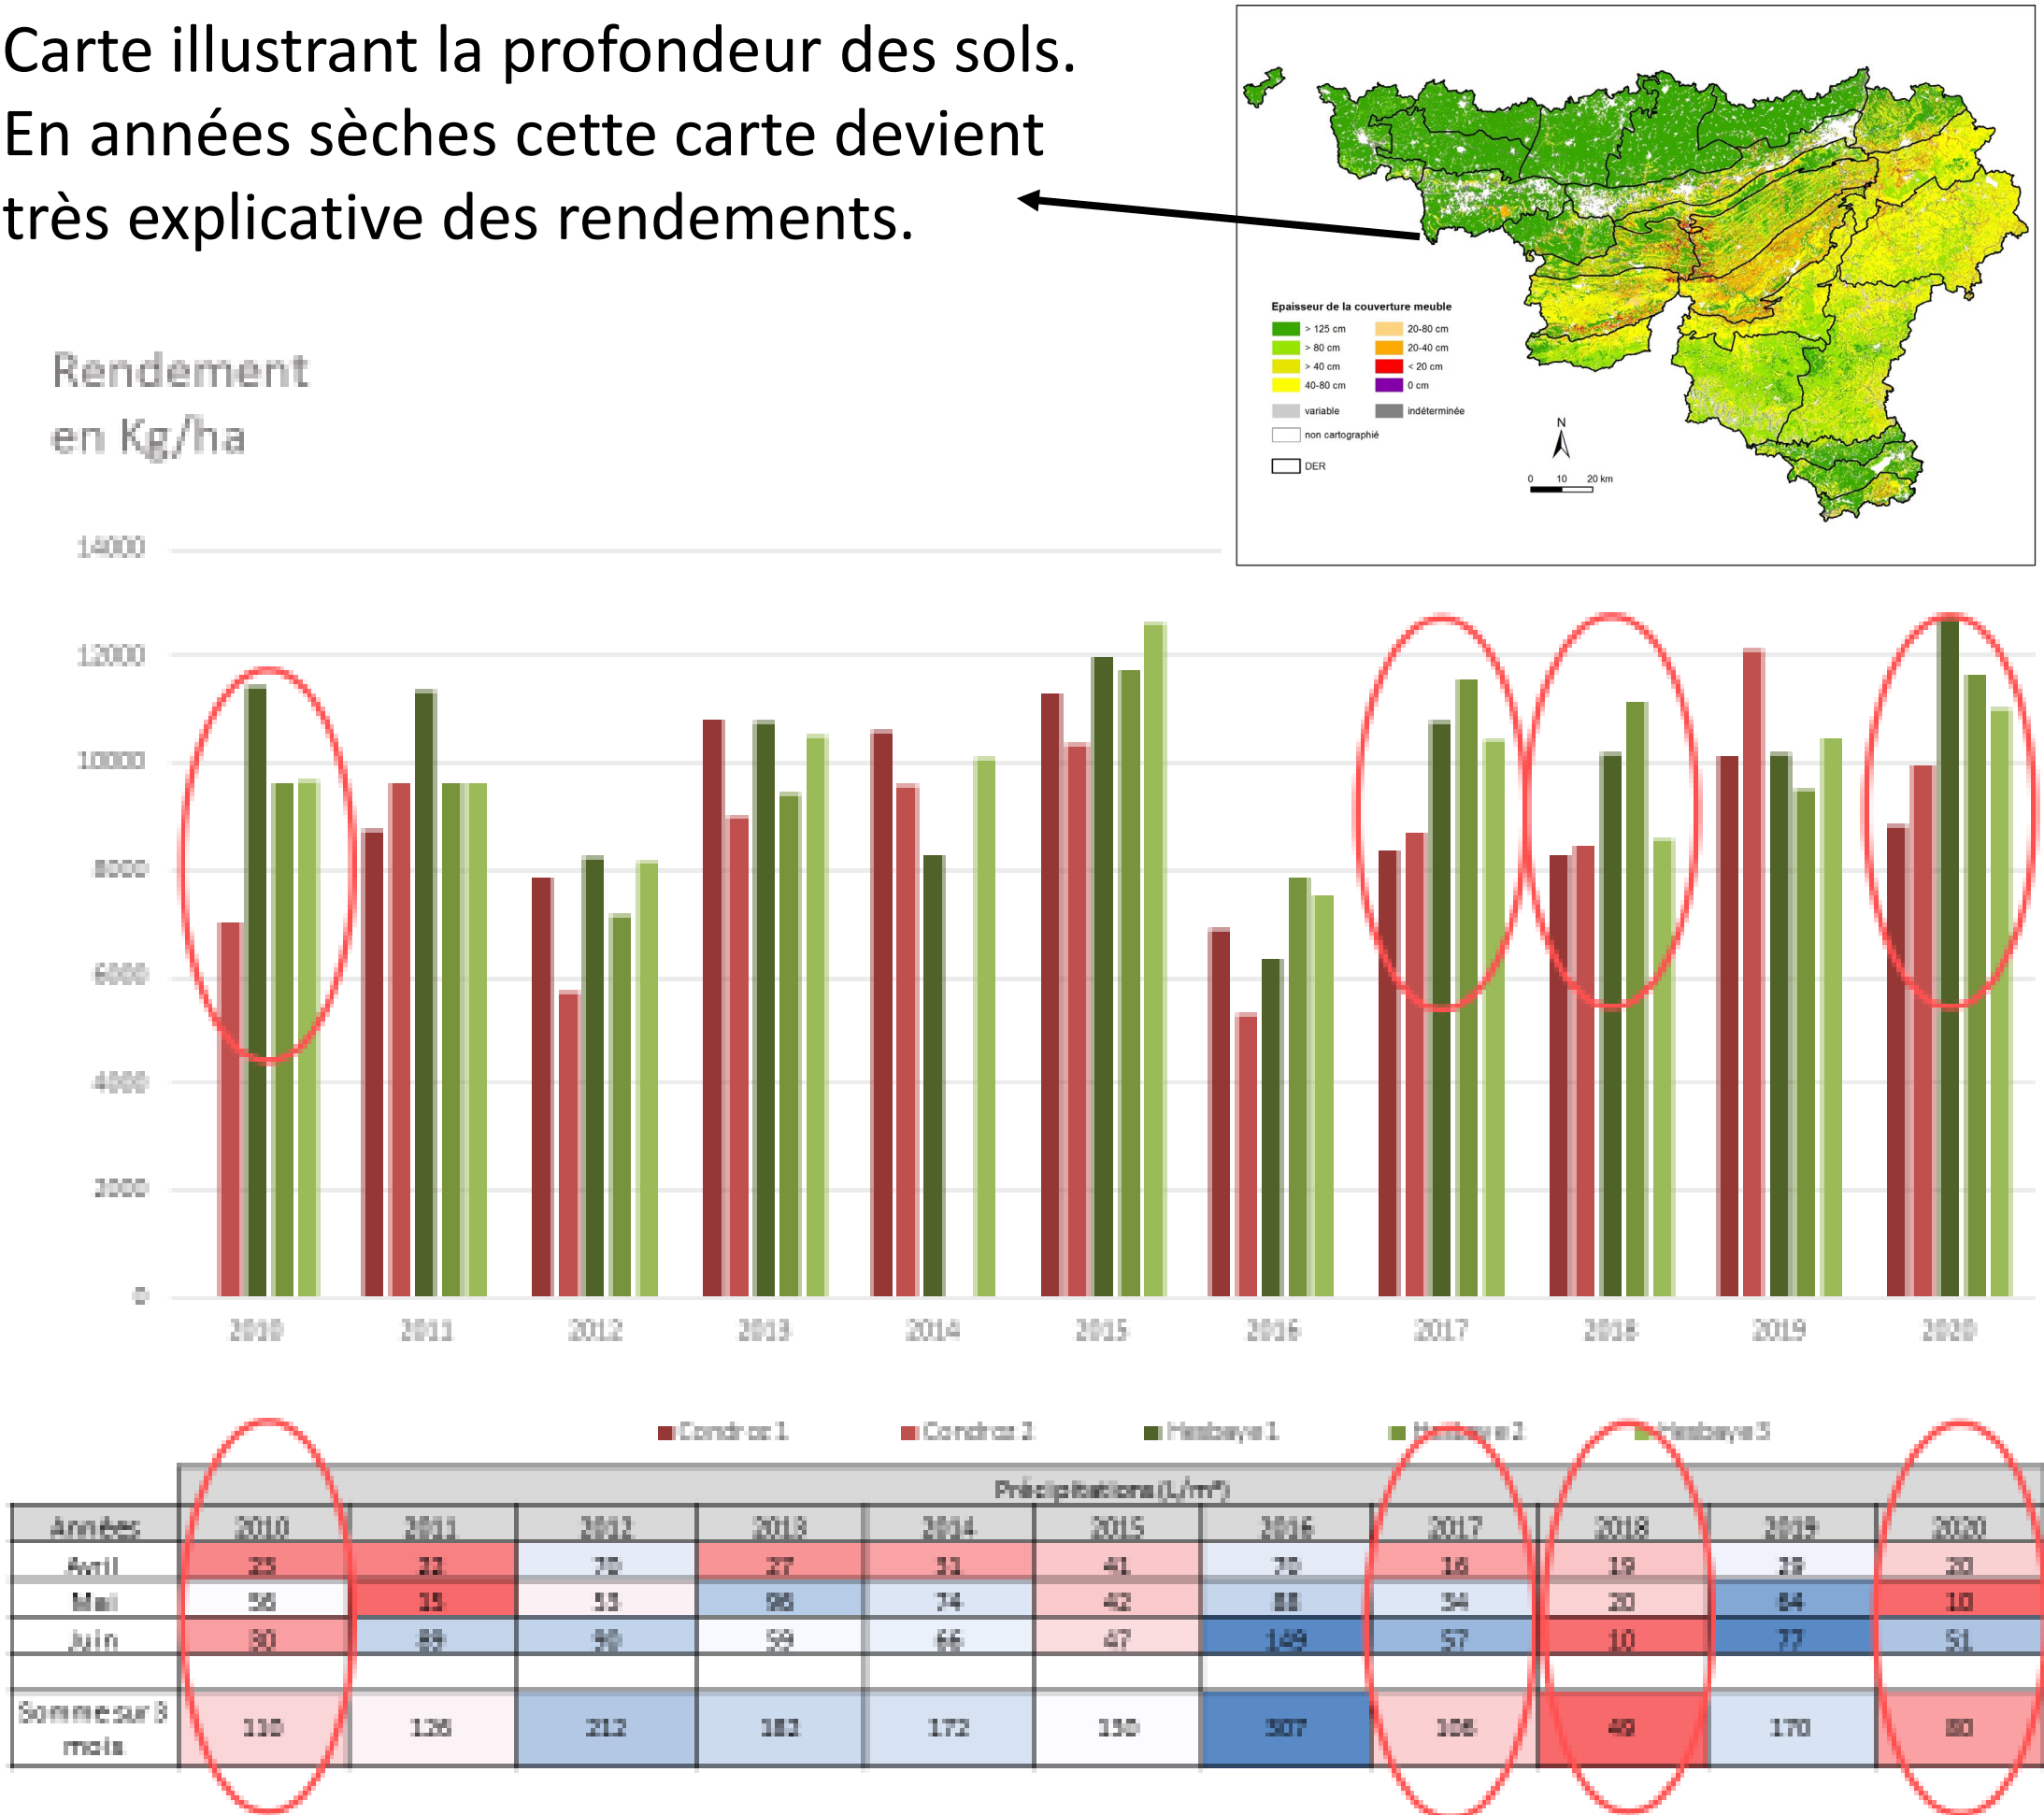 Carte illustrant la profondeur des sols.
En années sèches cette carte devient
très explicative des rendements.
Epaisseur de la couverture meuble
> 125 cm 20-80 cm
> 80 cm 20-40 cm
> 40 cm < 20 cm
40-80 cm 0 cm
variable indéterminée
non cartographié
DER
N
0 10 20 km
Rendement
en Kg/ha
14000
12000
10000
8000
6000
4000
2000
0
2010 2011 2012 2013 2014 2015 2016 2017 2018 2019 2020
Condroz 1 Condroz 2 Hesbaye 1 Hesbaye 2 Hesbaye 3
Précipitations (L/m²)
Années 2010 2011 2012 2013 2014 2015 2016 2017 2018 2019 2020
Avril 23 22 70 27 31 41 70 16 19 29 20
Mai 56 15 53 96 74 42 88 34 20 64 10
Juin 30 89 90 59 66 47 149 57 10 77 51
Somme sur 3
mois
110 126 212 182 172 130 307 106 49 170 80